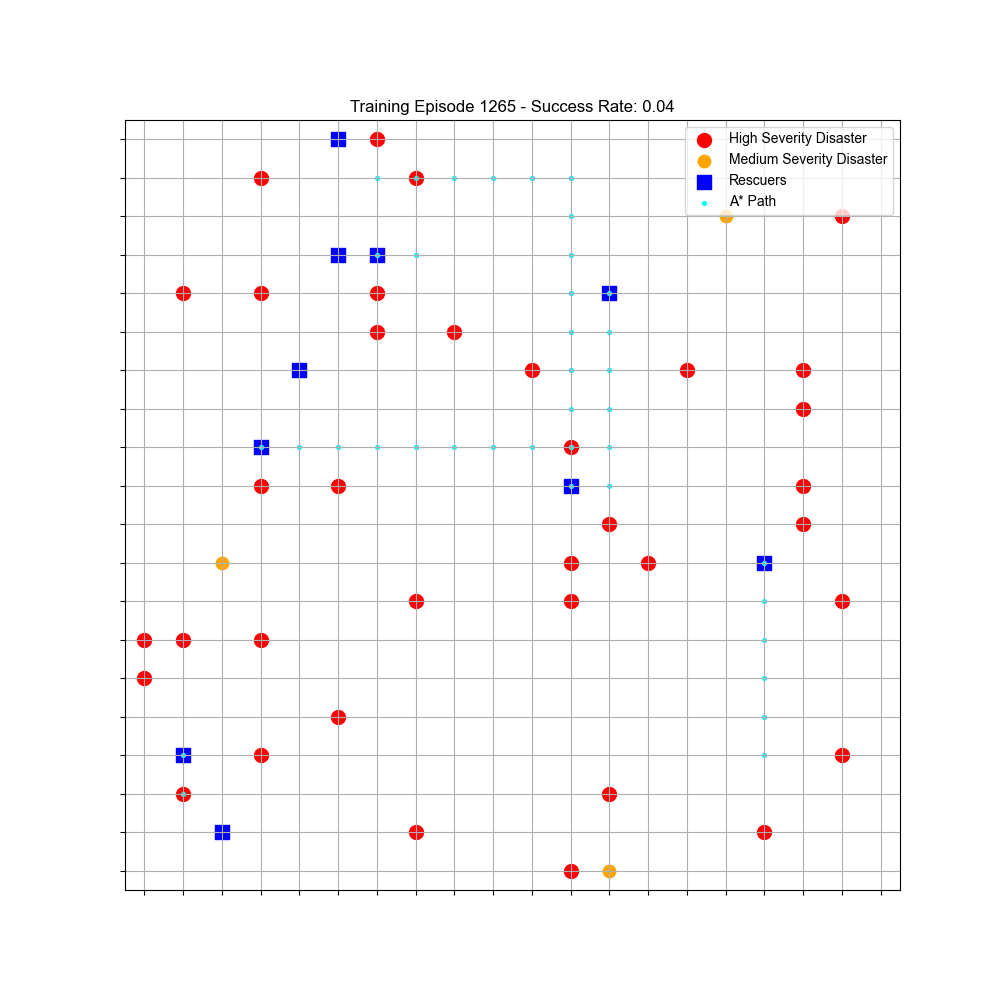 Training Episode 1265 - Success Rate: 0.04
High Severity Disaster
Medium Severity Disaster
Rescuers
A* Path